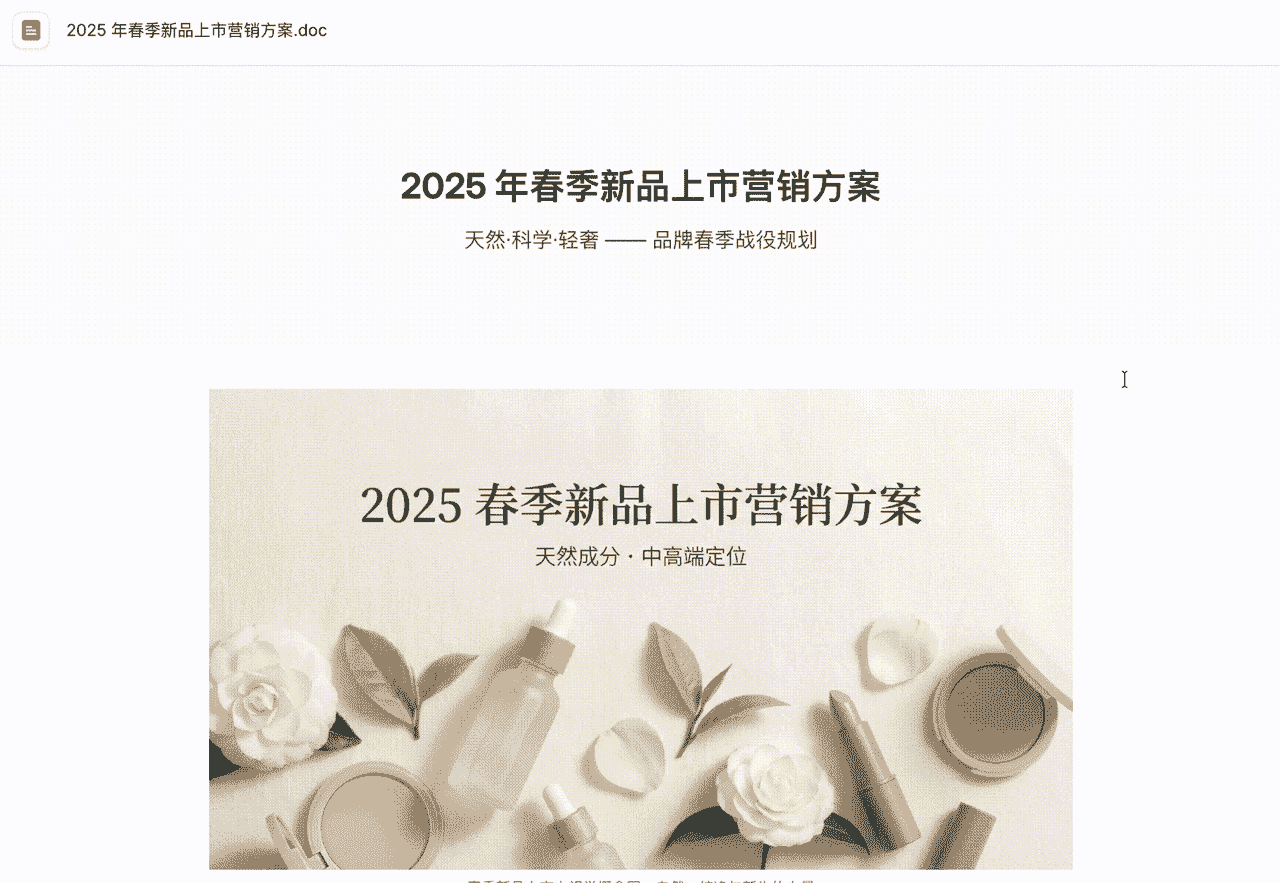 2025 年春季新品上市营销方案.doc
2025 年春季新品上市营销方案
天然·科学·轻奢 —— 品牌春季战役规划
2025 春季新品上市营销方案
天然成分 · 中高端定位